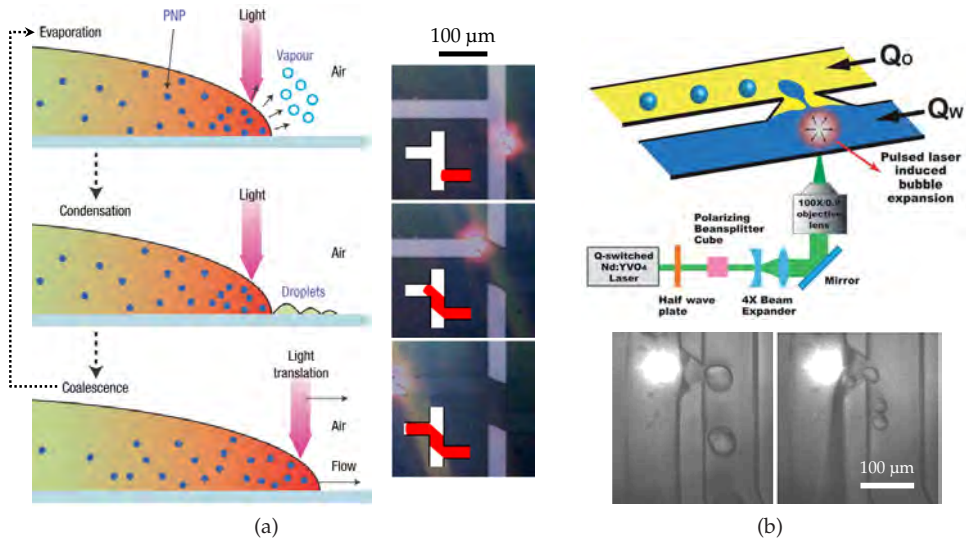 Evaporation
PNP
Light
Vapour
Air
Condensation
Light
Air
Droplets
Coalescence
Light
translation
Air
Flow
100 µm
(a)
Qo
Qw
Pulsed laser
induced
bubble
expansion
100X/0.9
objective
lens
Polarizing
Beansplitter
Cube
Q-switched
Nd:YVO4
Laser
Mirror
Half wave
plate
4X Beam
Expander
100 µm
(b)